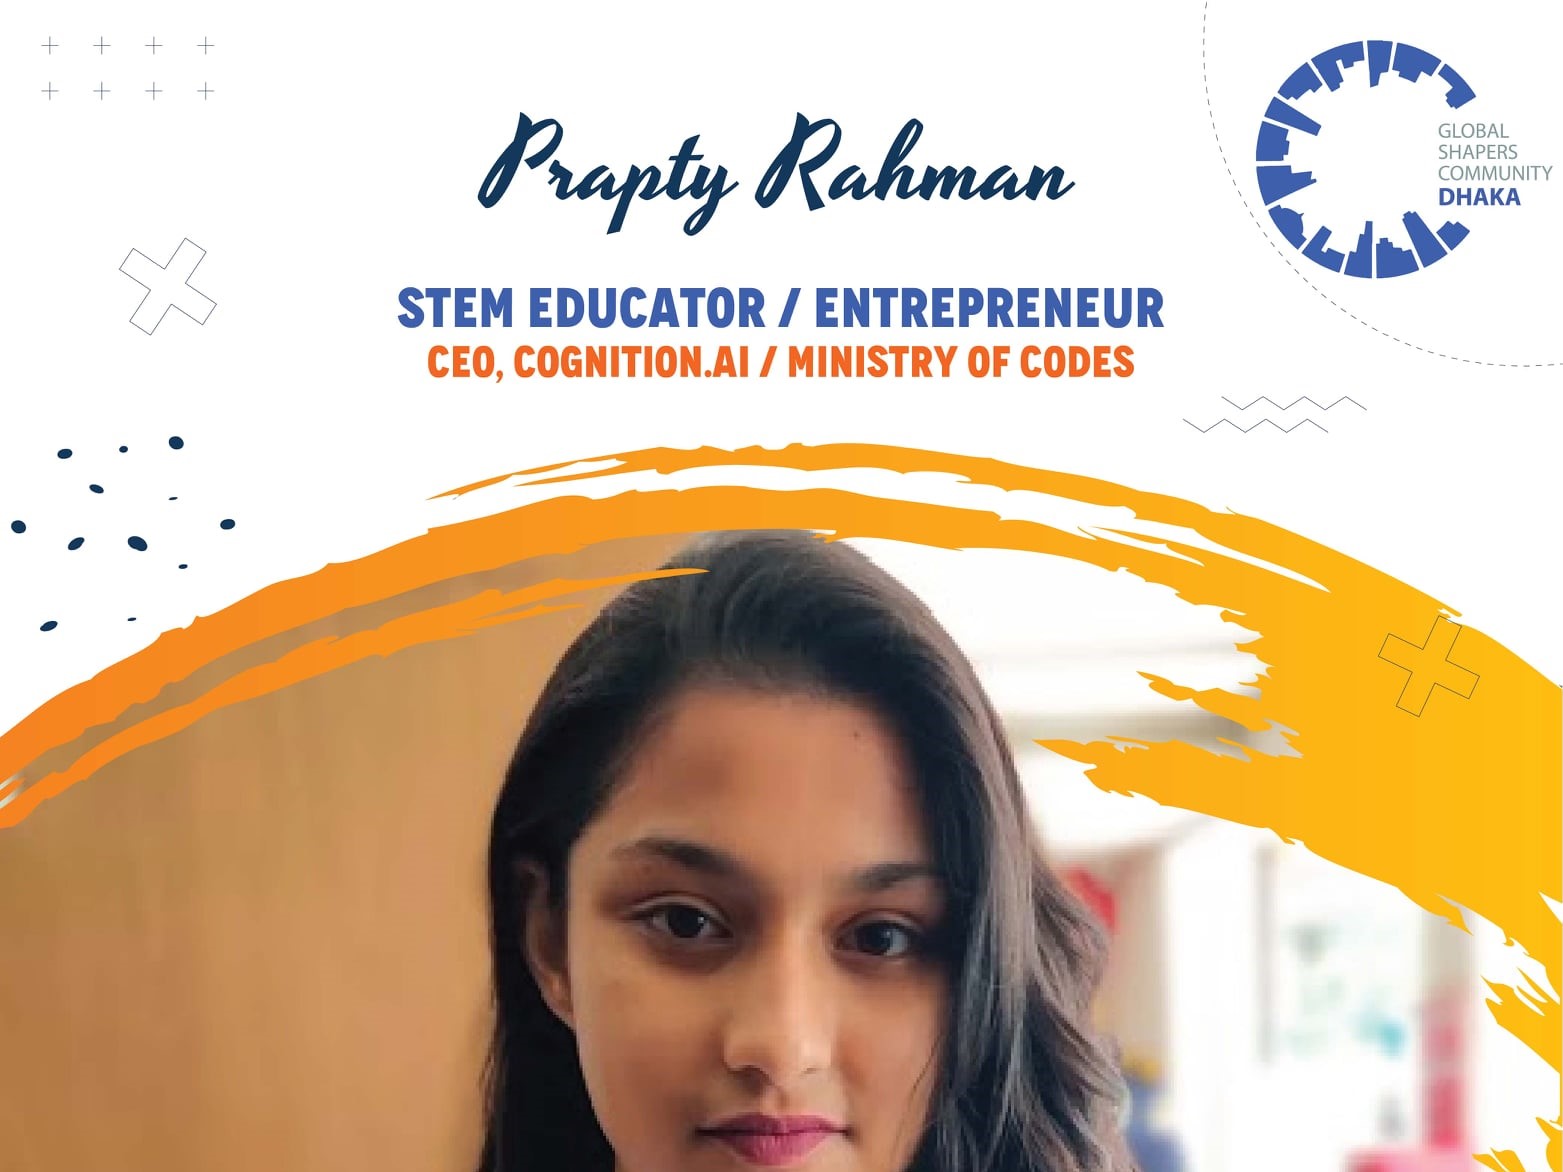 Prapty Rahman
GLOBAL
SHAPERS
COMMUNITY
DHAKA
STEM EDUCATOR / ENTREPRENEUR
CEO, COGNITION.AI / MINISTRY OF CODES